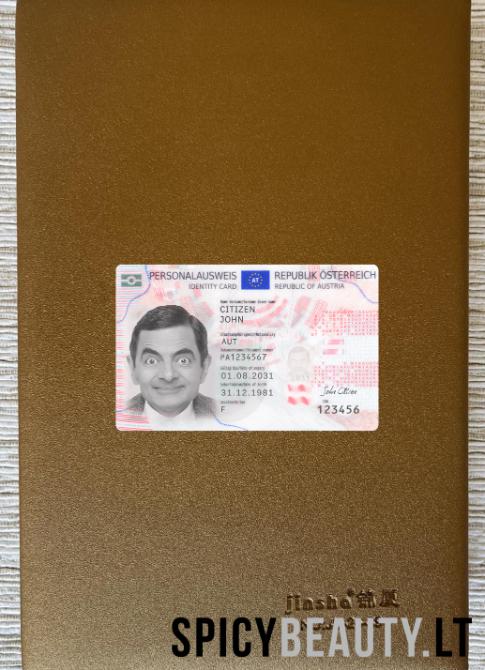 PERSONALAUSWEIS AT REPUBLIK ÖSTERREICH
IDENTITY CARD REPUBLIC OF AUSTRIA
CITIZEN
JOHN
AUT
PA1234567
01.08.2031
31.12.1981
John Citizen
F
123456
jinsha
SPICYBEAUTY.LT